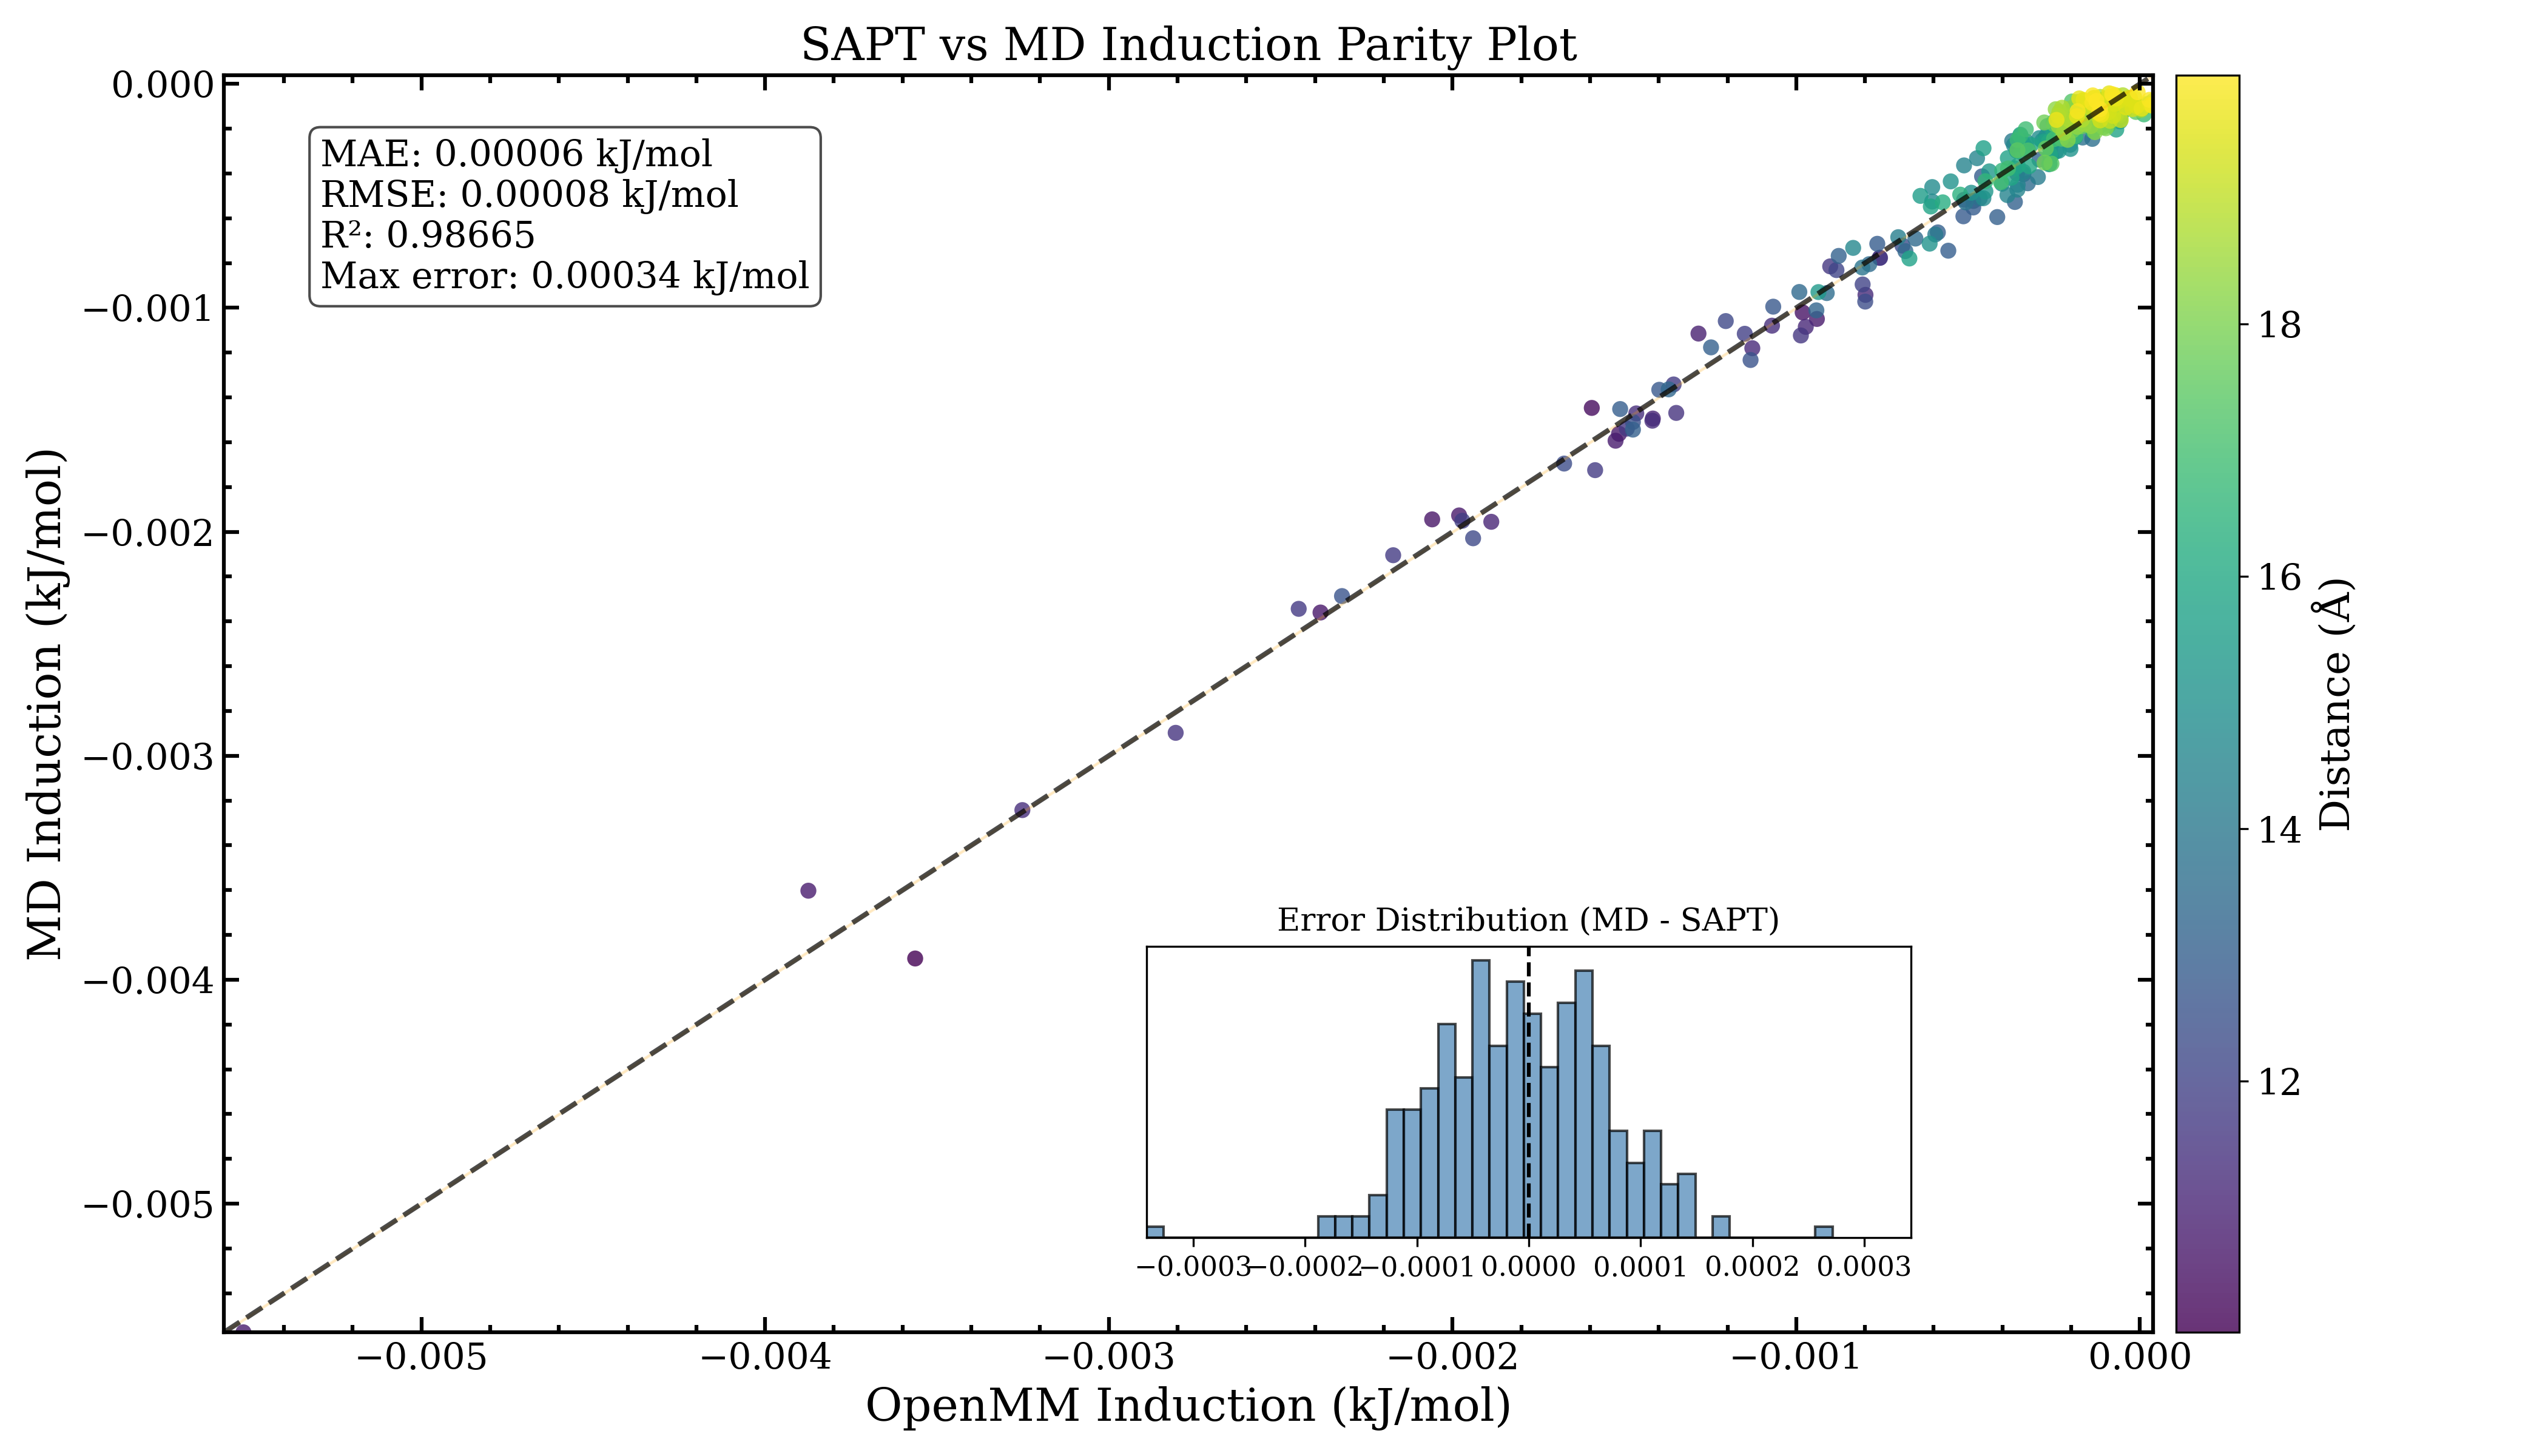 SAPT vs MD Induction Parity Plot
MD Induction (kJ/mol)
0.000
−0.001
−0.002
−0.003
−0.004
−0.005
MAE: 0.00006 kJ/mol
RMSE: 0.00008 kJ/mol
R²: 0.98665
Max error: 0.00034 kJ/mol
Error Distribution (MD - SAPT)
−0.0003 −0.0002 −0.0001 0.0000 0.0001 0.0002 0.0003
−0.005 −0.004 −0.003 −0.002 −0.001 0.000
OpenMM Induction (kJ/mol)
18
16
14
12
Distance (Å)